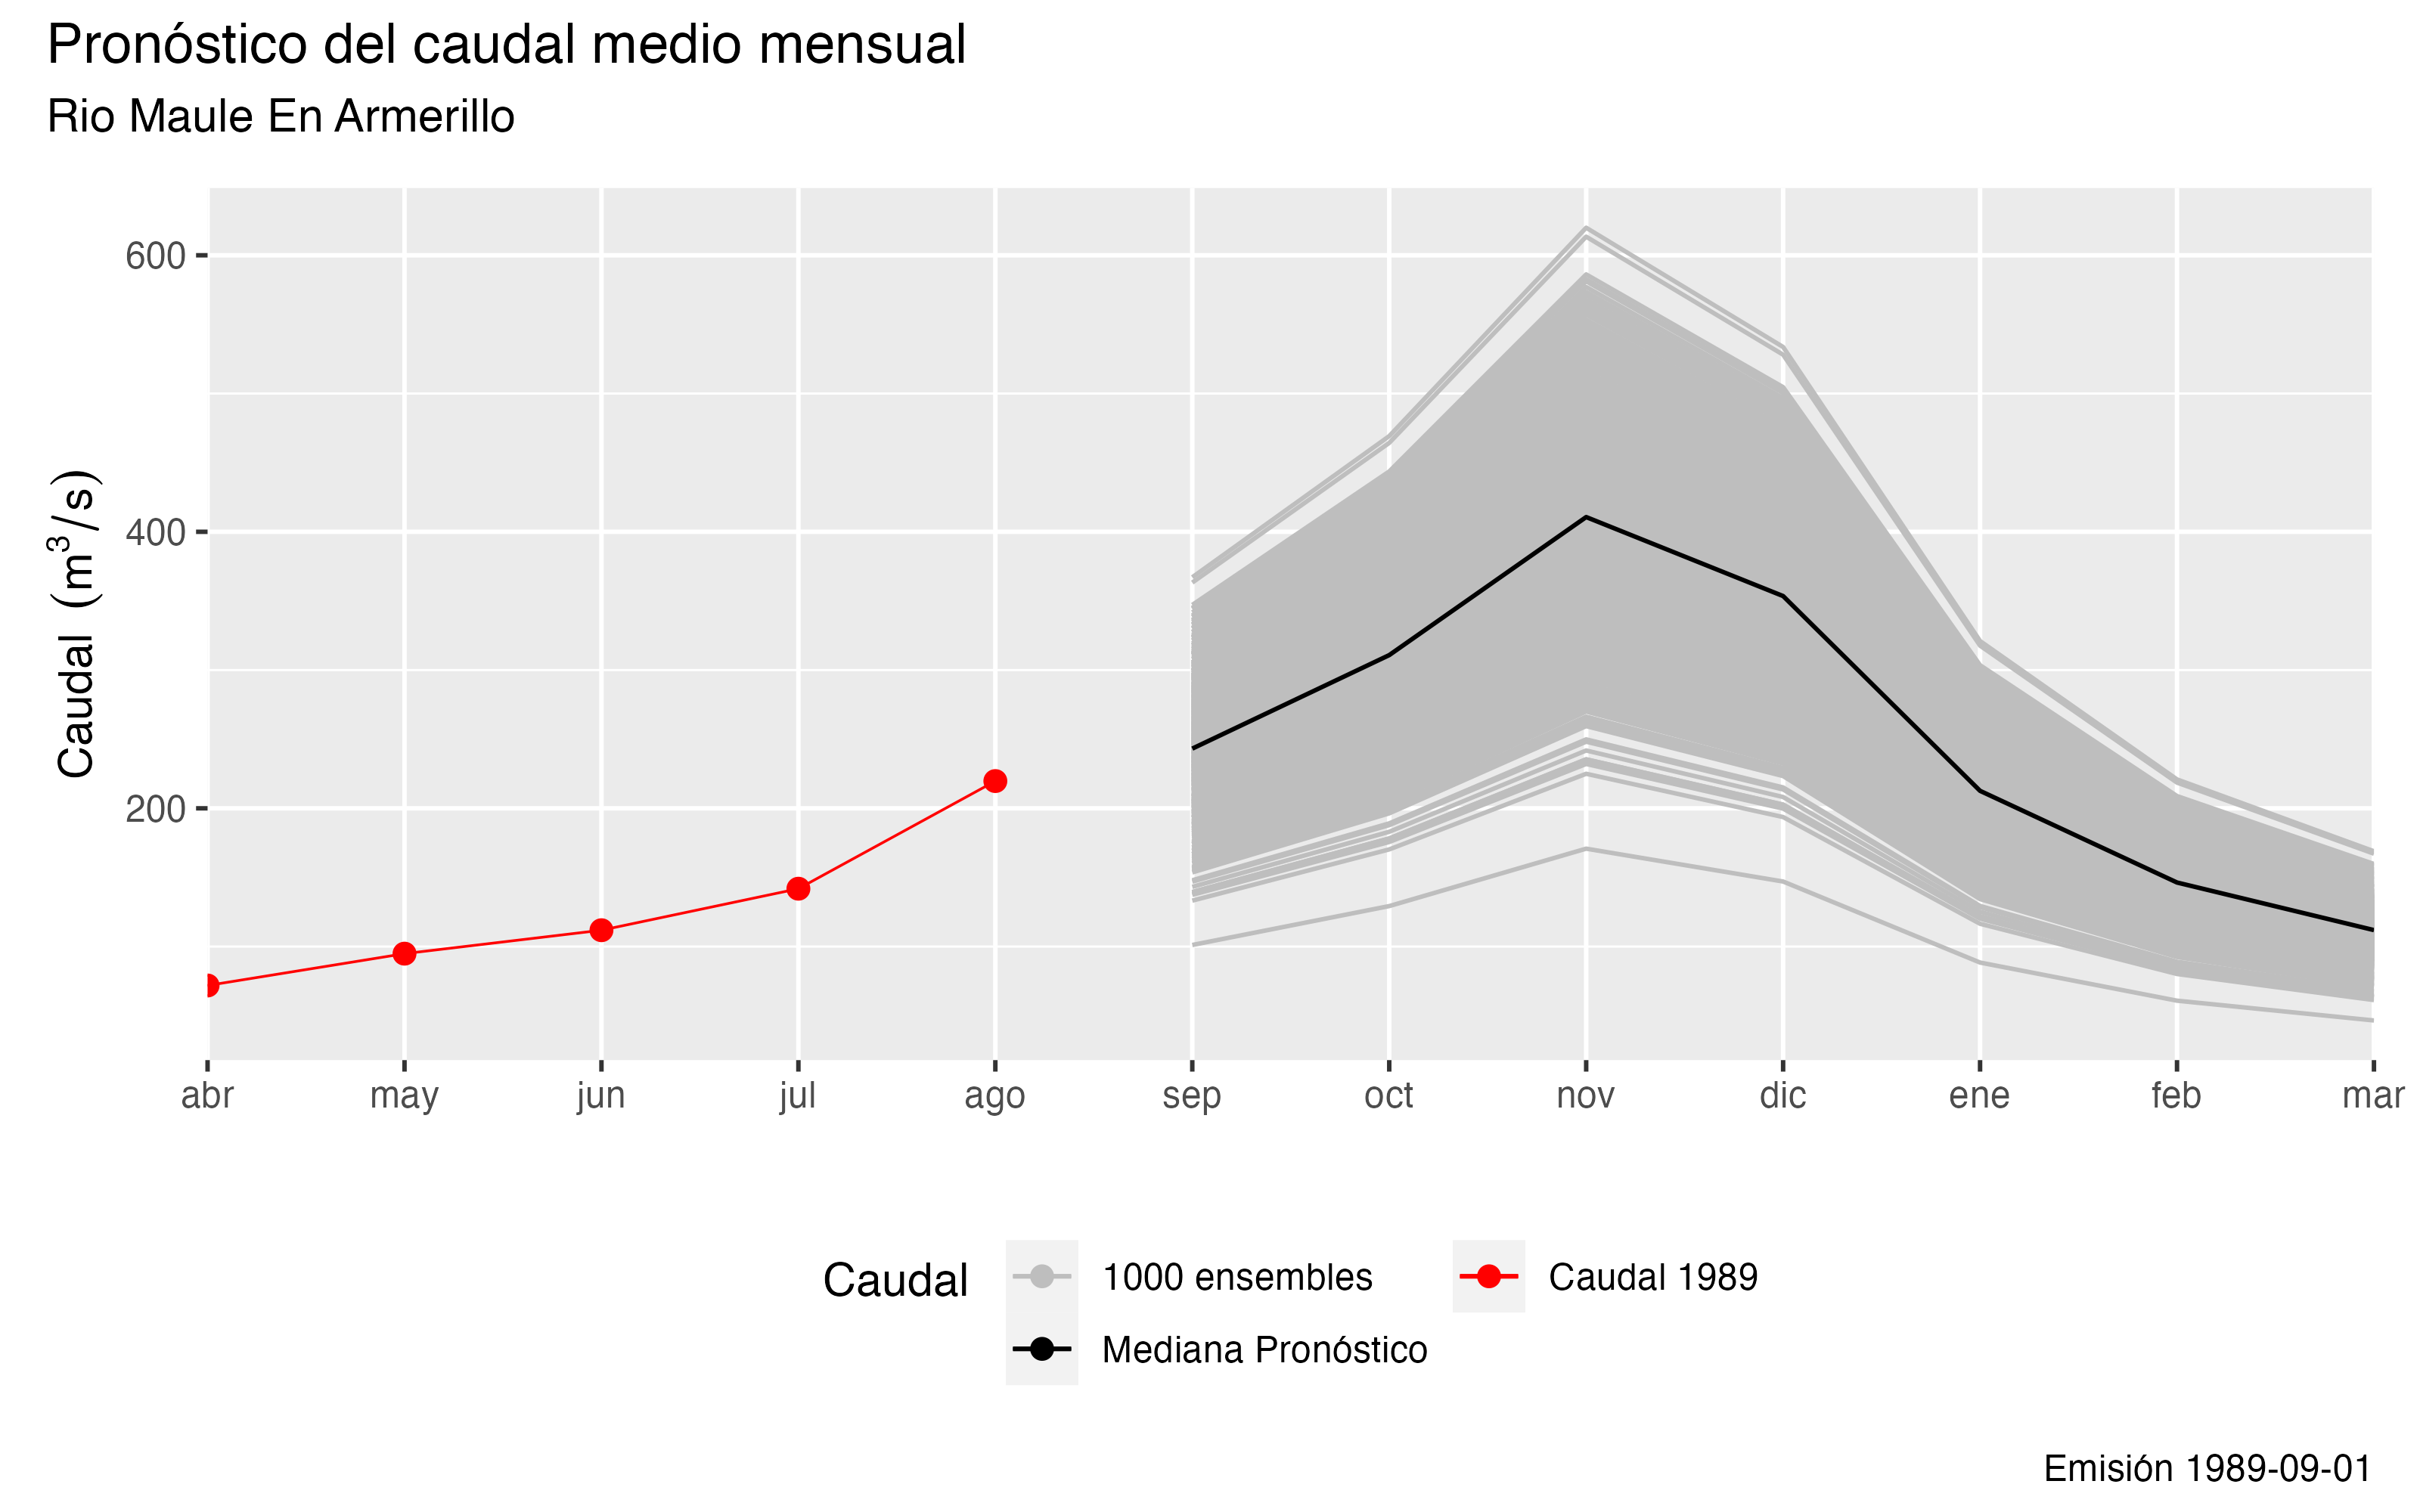 Pronóstico del caudal medio mensual
Rio Maule En Armerillo
Caudal (m³/s)
600
400
200
abr may jun jul ago sep oct nov dic ene feb mar
Caudal
1000 ensembles
Caudal 1989
Mediana Pronóstico
Emisión 1989-09-01